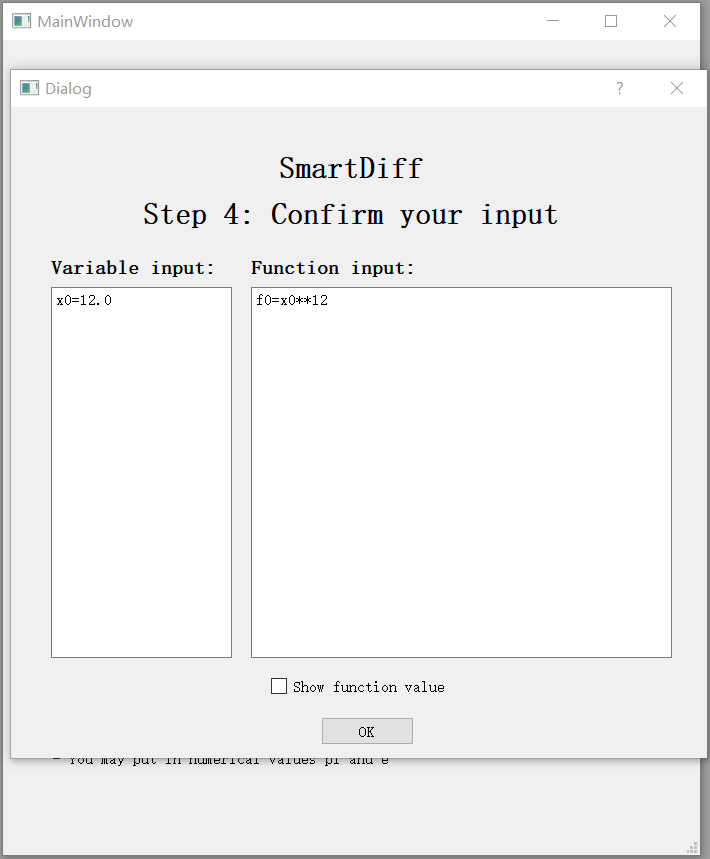 MainWindow
Dialog
?
SmartDiff
Step 4: Confirm your input
Variable input:
Function input:
x0=12.0
f0=x0**12
Show function value
OK
- You may put in numerical values pi and e